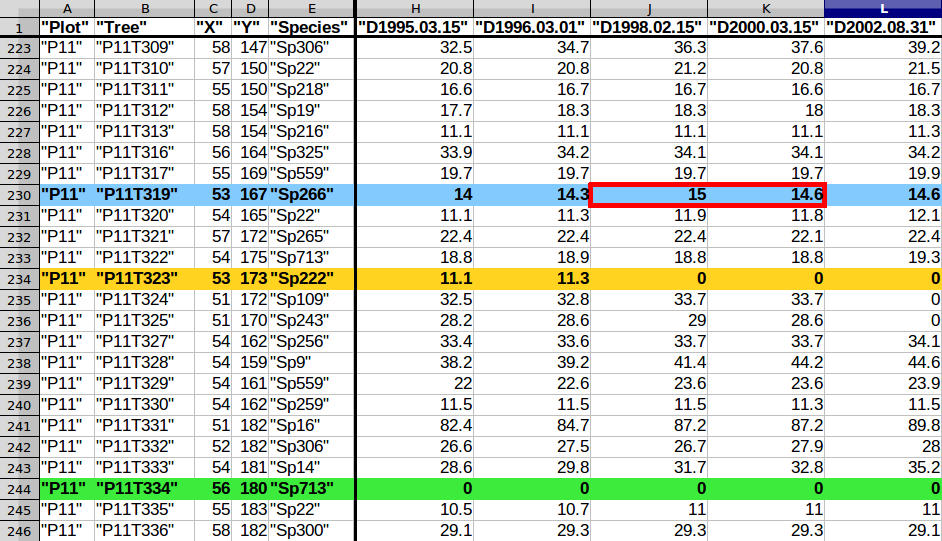 A B C D E H I J K L
1 "Plot" "Tree" "X" "Y" "Species" "D1995.03.15" "D1996.03.01" "D1998.02.15" "D2000.03.15" "D2002.08.31"
223 "P11" "P11T309" 58 147 "Sp306" 32.5 34.7 36.3 37.6 39.2
224 "P11" "P11T310" 57 150 "Sp22" 20.8 20.8 21.2 20.8 21.5
225 "P11" "P11T311" 55 150 "Sp218" 16.6 16.7 16.7 16.6 16.7
226 "P11" "P11T312" 58 154 "Sp19" 17.7 18.3 18.3 18 18.3
227 "P11" "P11T313" 58 154 "Sp216" 11.1 11.1 11.1 11.1 11.3
228 "P11" "P11T316" 56 164 "Sp325" 33.9 34.2 34.1 34.1 34.2
229 "P11" "P11T317" 55 169 "Sp559" 19.7 19.7 19.7 19.7 19.9
230 "P11" "P11T319" 53 167 "Sp266" 14 14.3 15 14.6 14.6
231 "P11" "P11T320" 54 165 "Sp22" 11.1 11.3 11.9 11.8 12.1
232 "P11" "P11T321" 57 172 "Sp265" 22.4 22.4 22.4 22.1 22.4
233 "P11" "P11T322" 54 175 "Sp713" 18.8 18.9 18.8 18.8 19.3
234 "P11" "P11T323" 53 173 "Sp222" 11.1 11.3 0 0 0
235 "P11" "P11T324" 51 172 "Sp109" 32.5 32.8 33.7 33.7 0
236 "P11" "P11T325" 51 170 "Sp243" 28.2 28.6 29 28.6 0
237 "P11" "P11T327" 54 162 "Sp256" 33.4 33.6 33.7 33.7 34.1
238 "P11" "P11T328" 54 159 "Sp9" 38.2 39.2 41.4 44.2 44.6
239 "P11" "P11T329" 54 161 "Sp559" 22 22.6 23.6 23.6 23.9
240 "P11" "P11T330" 54 162 "Sp259" 11.5 11.5 11.5 11.3 11.5
241 "P11" "P11T331" 51 182 "Sp16" 82.4 84.7 87.2 87.2 89.8
242 "P11" "P11T332" 52 182 "Sp306" 26.6 27.5 26.7 27.9 28
243 "P11" "P11T333" 54 181 "Sp14" 28.6 29.8 31.7 32.8 35.2
244 "P11" "P11T334" 56 180 "Sp713" 0 0 0 0 0
245 "P11" "P11T335" 55 183 "Sp22" 10.5 10.7 11 11 11
246 "P11" "P11T336" 58 182 "Sp300" 29.1 29.3 29.3 29.3 29.1